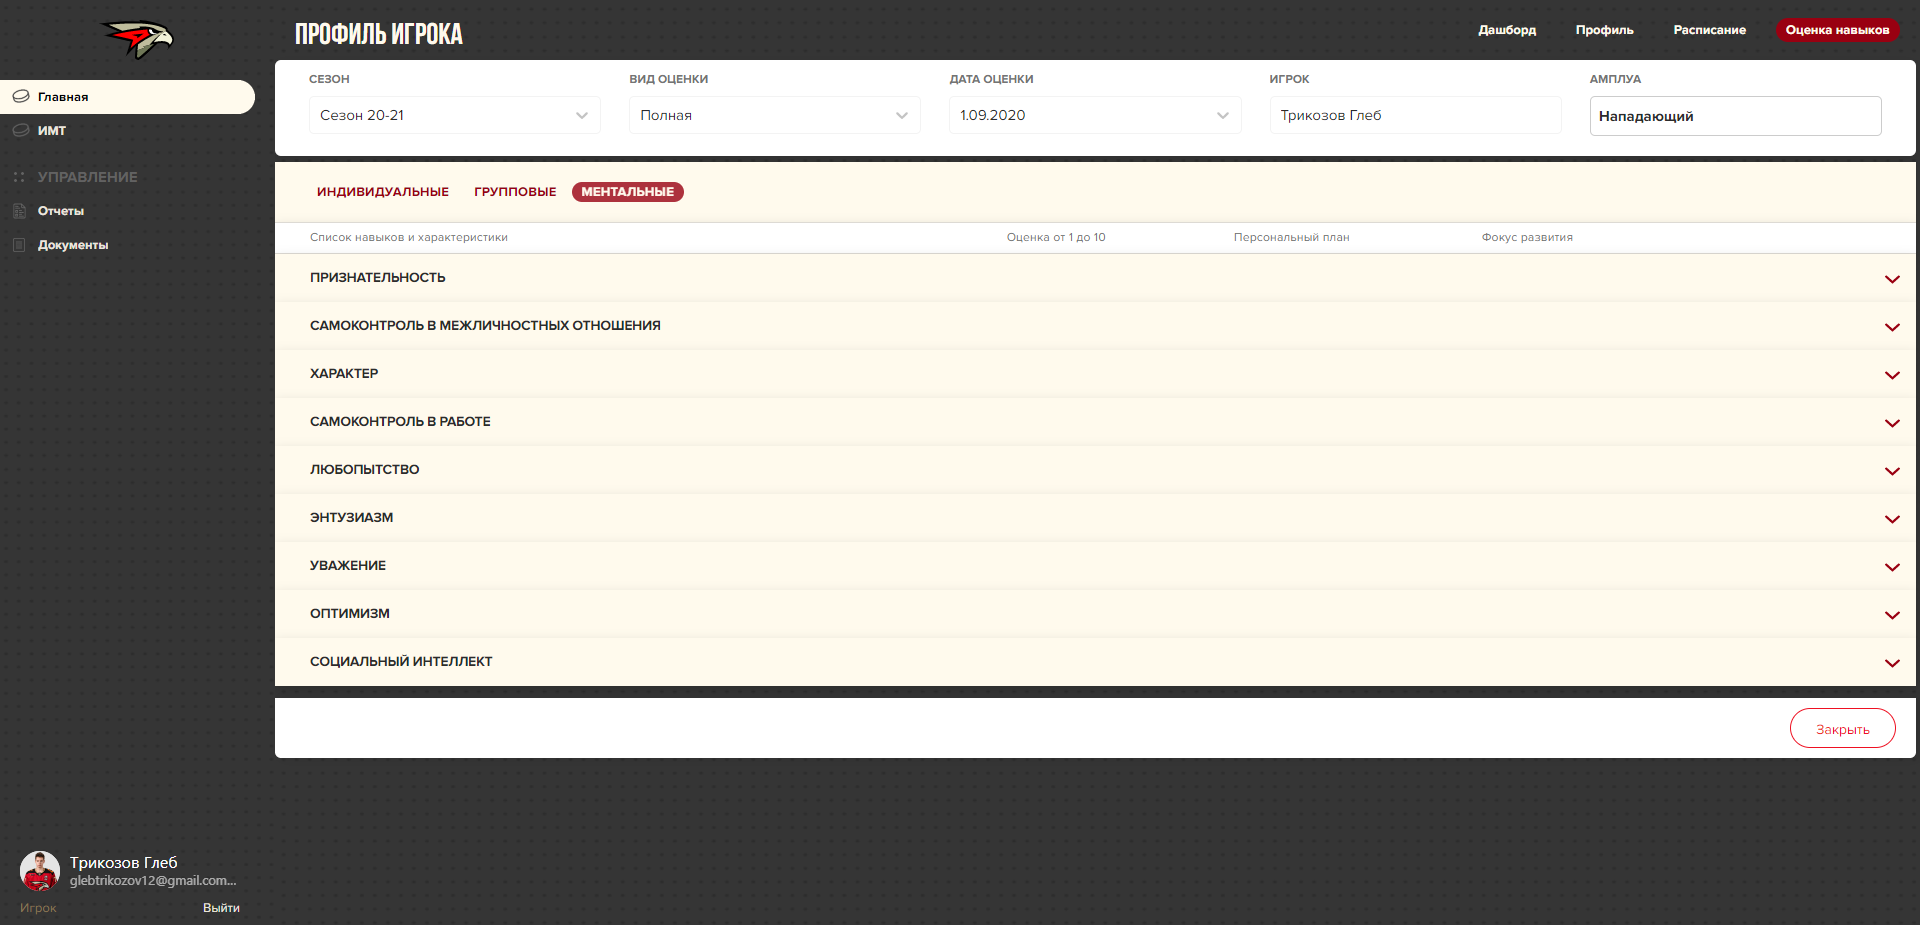 ПРОФИЛЬ ИГРОКА
Дашборд
Профиль
Расписание
Оценка навыков
Главная
ИМТ
УПРАВЛЕНИЕ
Отчеты
Документы
СЕЗОН
ВИД ОЦЕНКИ
ДАТА ОЦЕНКИ
ИГРОК
АМПЛУА
Сезон 20-21
Полная
1.09.2020
Трикозов Глеб
Нападающий
ИНДИВИДУАЛЬНЫЕ
ГРУППОВЫЕ
МЕНТАЛЬНЫЕ
Список навыков и характеристики
Оценка от 1 до 10
Персональный план
Фокус развития
ПРИЗНАТЕЛЬНОСТЬ
САМОКОНТРОЛЬ В МЕЖЛИЧНОСТНЫХ ОТНОШЕНИЯ
ХАРАКТЕР
САМОКОНТРОЛЬ В РАБОТЕ
ЛЮБОПЫТСТВО
ЭНТУЗИАЗМ
УВАЖЕНИЕ
ОПТИМИЗМ
СОЦИАЛЬНЫЙ ИНТЕЛЛЕКТ
Закрыть
Трикозов Глеб
glebtrikozov12@gmail.com...
Игрок
Выйти